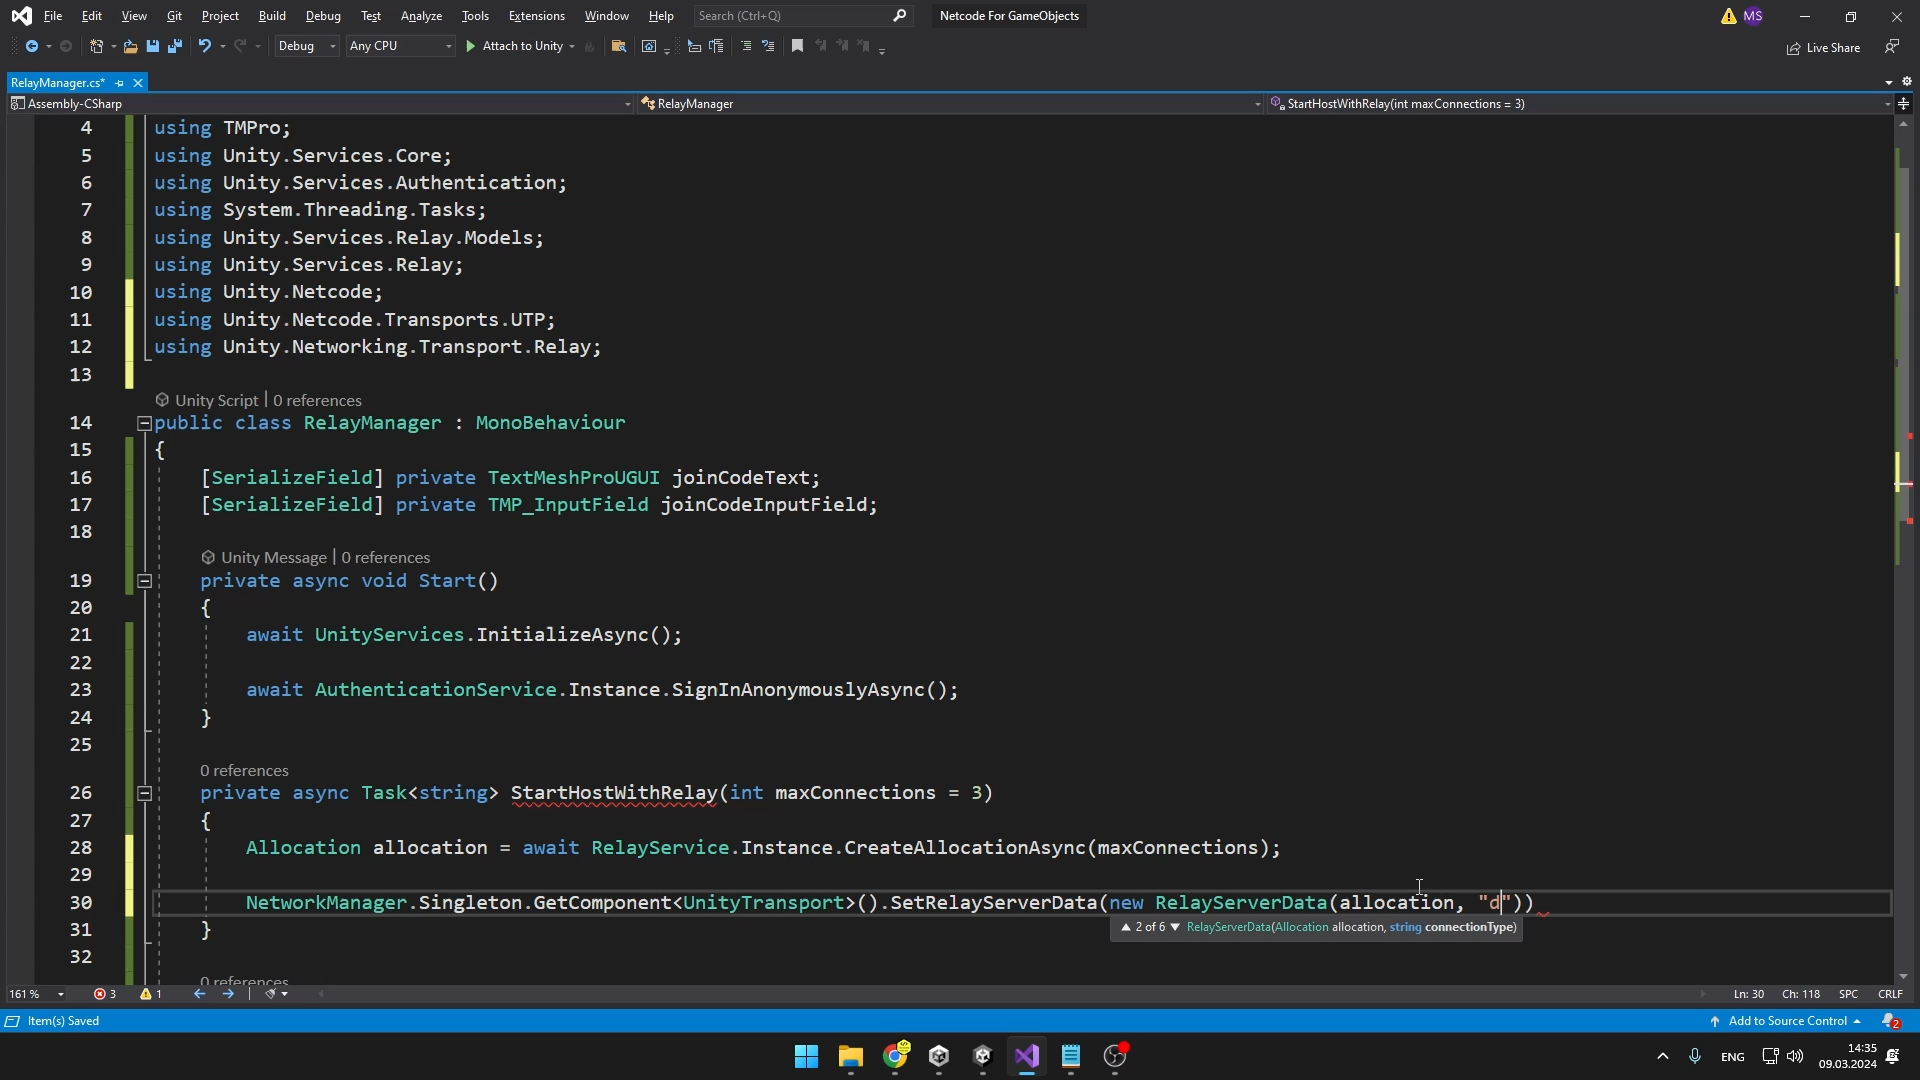 File Edit View Git Project Build Debug Test Analyze Tools Extensions Window Help Search (Ctrl+Q) Netcode For GameObjects MS
Debug Any CPU Attach to Unity Live Share
RelayManager.cs*
Assembly-CSharp RelayManager StartHostWithRelay(int maxConnections = 3)
4 using TMPro;
5 using Unity.Services.Core;
6 using Unity.Services.Authentication;
7 using System.Threading.Tasks;
8 using Unity.Services.Relay.Models;
9 using Unity.Services.Relay;
10 using Unity.Netcode;
11 using Unity.Netcode.Transports.UTP;
12 using Unity.Networking.Transport.Relay;
13
Unity Script | 0 references
14 public class RelayManager : MonoBehaviour
15 {
16 [SerializeField] private TextMeshProUGUI joinCodeText;
17 [SerializeField] private TMP_InputField joinCodeInputField;
18
Unity Message | 0 references
19 private async void Start()
20 {
21 await UnityServices.InitializeAsync();
22
23 await AuthenticationService.Instance.SignInAnonymouslyAsync();
24 }
25
0 references
26 private async Task<string> StartHostWithRelay(int maxConnections = 3)
27 {
28 Allocation allocation = await RelayService.Instance.CreateAllocationAsync(maxConnections);
29
30 NetworkManager.Singleton.GetComponent<UnityTransport>().SetRelayServerData(new RelayServerData(allocation, "d"))
31 }
▲ 2 of 6 ▼ RelayServerData(Allocation allocation, string connectionType)
32
0 references
161 % 3 1 Ln: 30 Ch: 118 SPC CRLF
Item(s) Saved Add to Source Control 2
ENG 14:35
09.03.2024